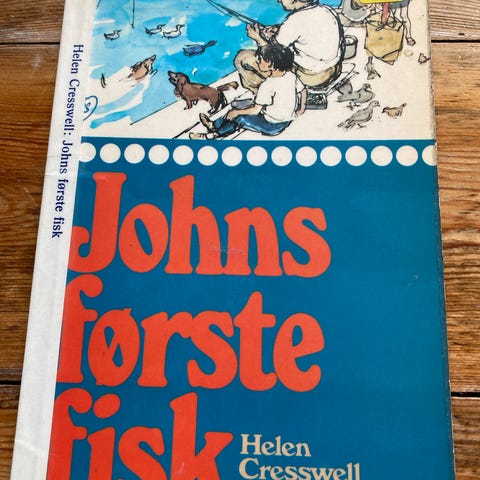 Helen Cresswell: Johns første fisk
Johns
første
fisk
Helen
Cresswell